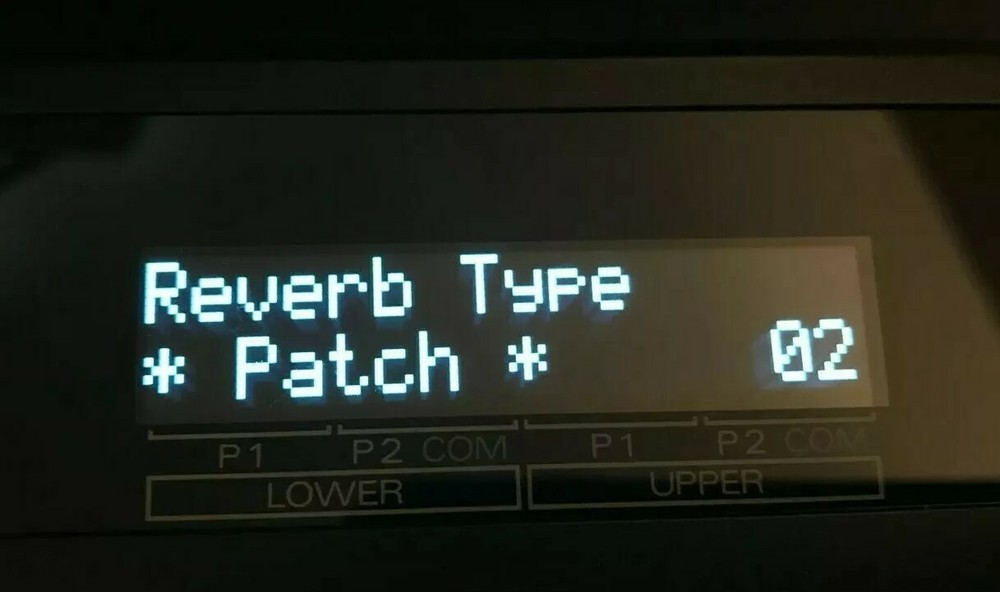 Reverb Type
* Patch * 02
P1 P2 COM P1 P2 COM
LOWER UPPER